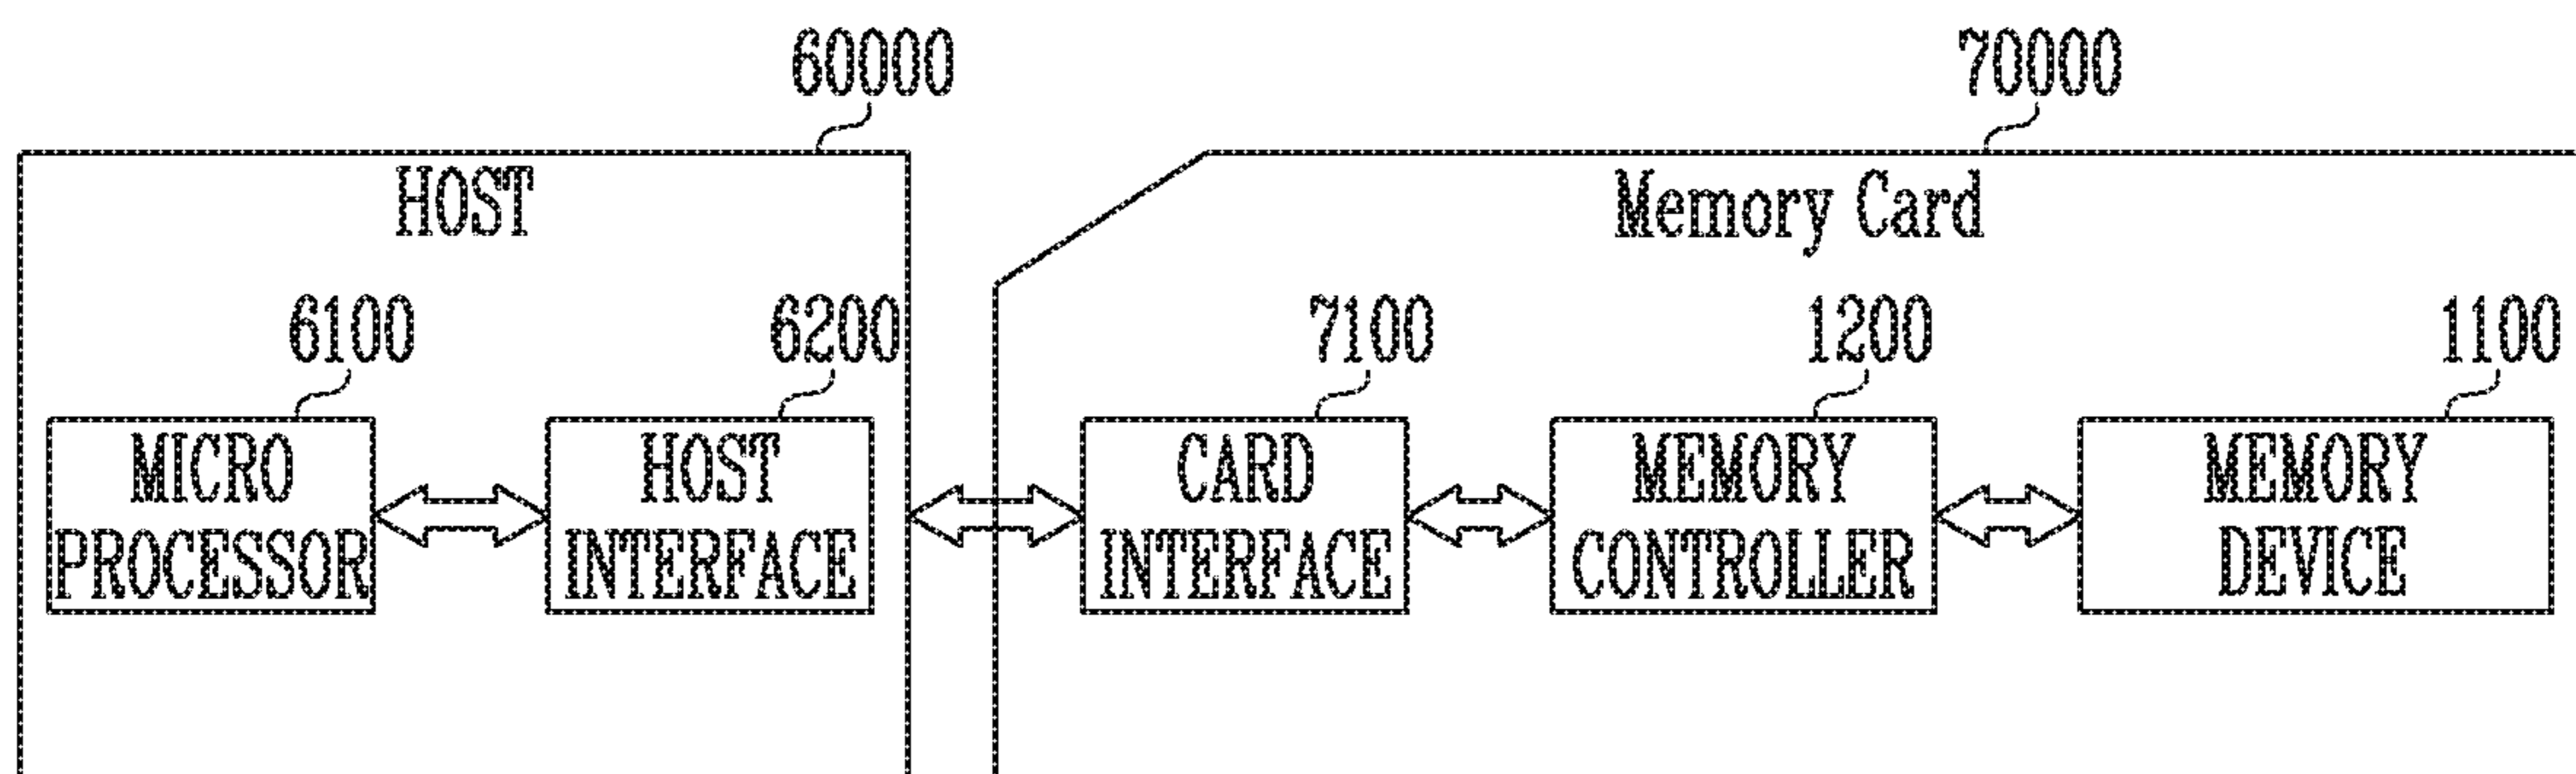 60000
70000
HOST
Memory Card
6100
6200
7100
1200
1100
MICRO
PROCESSOR
HOST
INTERFACE
CARD
INTERFACE
MEMORY
CONTROLLER
MEMORY
DEVICE